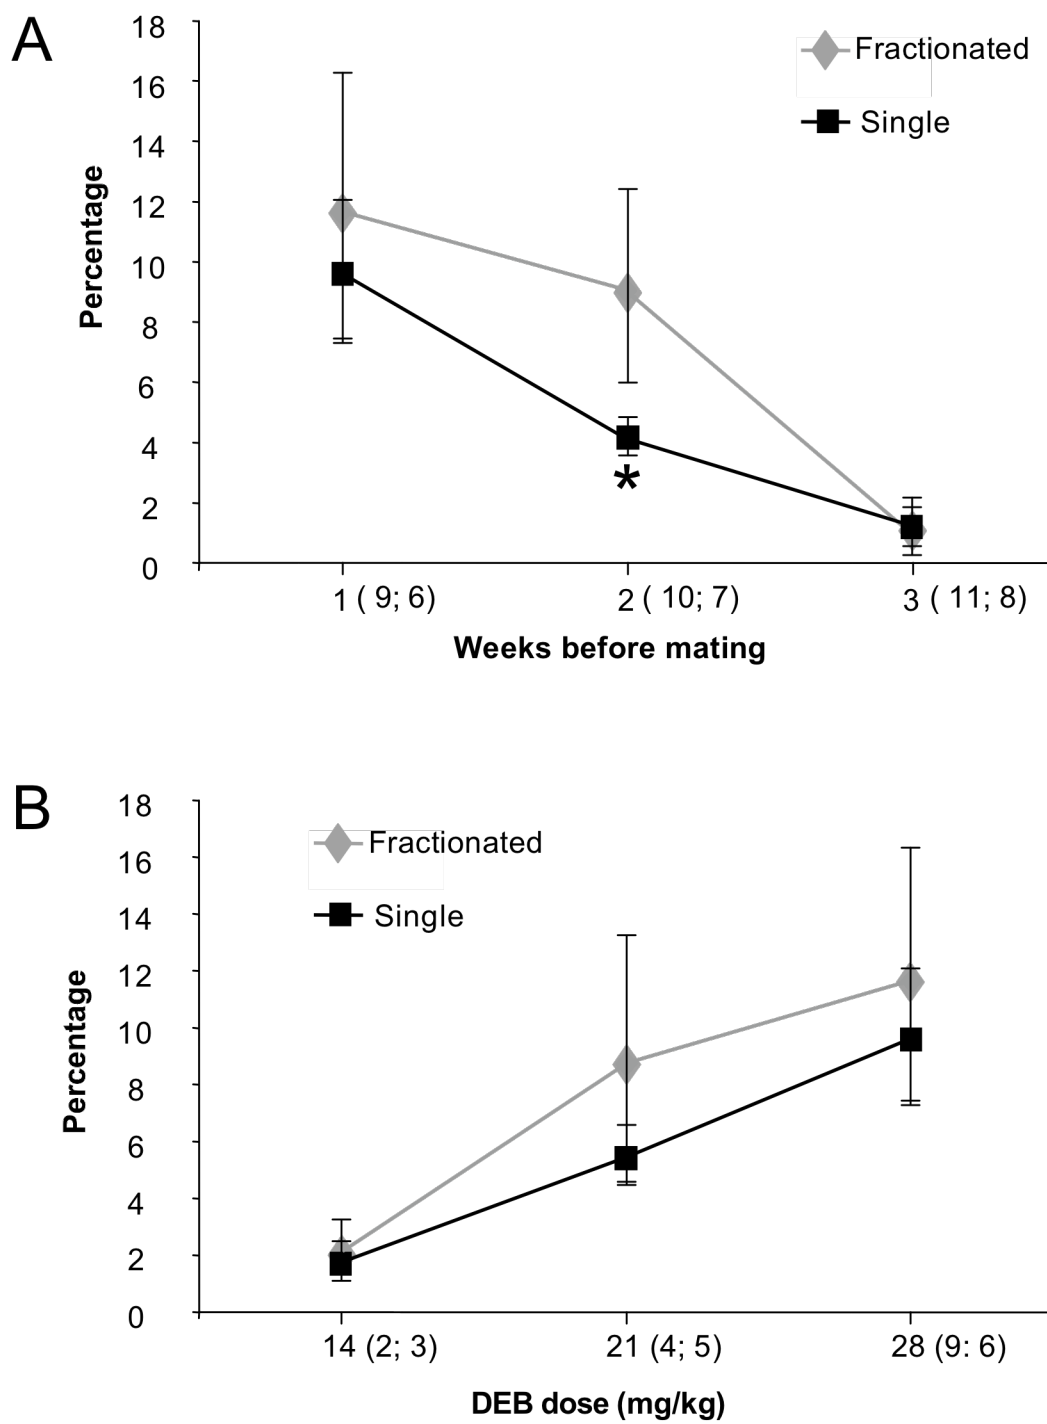 A
18
16
14
12
10
8
6
4
2
0
Percentage
Fractionated
Single
*
1 ( 9; 6)
2 ( 10; 7)
3 ( 11; 8)
Weeks before mating
B
18
16
14
12
10
8
6
4
2
0
Percentage
Fractionated
Single
14 (2; 3)
21 (4; 5)
28 (9: 6)
DEB dose (mg/kg)